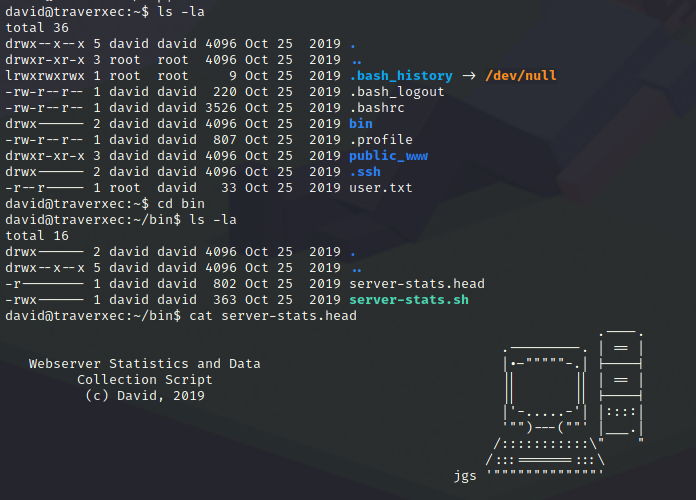 david@traverxec:~$ ls -la
total 36
drwx--x--x 5 david david 4096 Oct 25  2019 .
drwxr-xr-x 3 root  root  4096 Oct 25  2019 ..
lrwxrwxrwx 1 root  root     9 Oct 25  2019 .bash_history -> /dev/null
-rw-r--r-- 1 david david  220 Oct 25  2019 .bash_logout
-rw-r--r-- 1 david david 3526 Oct 25  2019 .bashrc
drwx------ 2 david david 4096 Oct 25  2019 bin
-rw-r--r-- 1 david david  807 Oct 25  2019 .profile
drwxr-xr-x 3 david david 4096 Oct 25  2019 public_www
drwx------ 2 david david 4096 Oct 25  2019 .ssh
-r--r----- 1 root  david   33 Oct 25  2019 user.txt
david@traverxec:~$ cd bin
david@traverxec:~/bin$ ls -la
total 16
drwx------ 2 david david 4096 Oct 25  2019 .
drwx--x--x 5 david david 4096 Oct 25  2019 ..
-r-------- 1 david david  802 Oct 25  2019 server-stats.head
-rwx------ 1 david david  363 Oct 25  2019 server-stats.sh
david@traverxec:~/bin$ cat server-stats.head
                                                                          .----.
                                                              .---------. | == |
   Webserver Statistics and Data                              |.-"""""-.| |----|
         Collection Script                                    ||       || | == |
          (c) David, 2019                                     ||       || |----|
                                                              |'-.....-'| |::::|
                                                              '"")---(""' |___.|
                                                             /:::::::::::\"    "
                                                            /:::=======:::\
                                                        jgs '"""""""""""""'